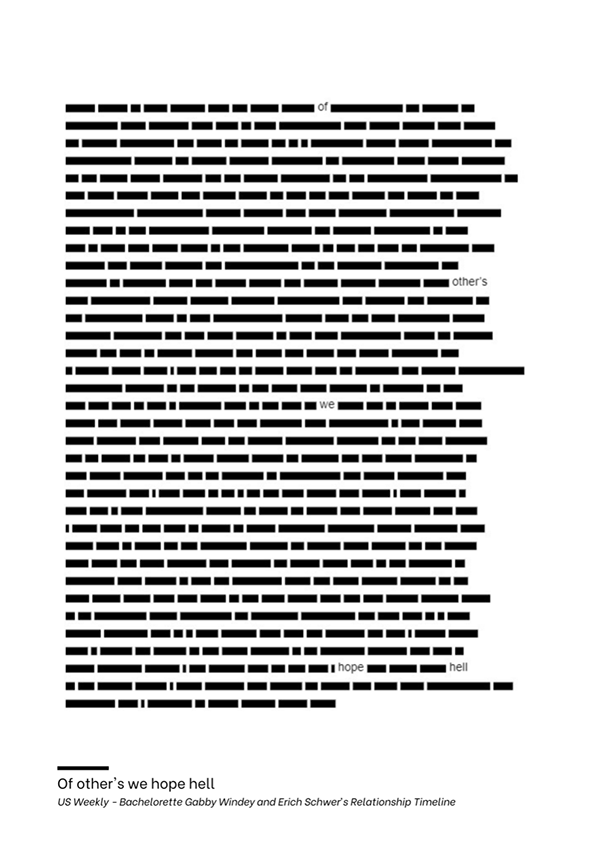 of
other's
we
hope hell
Of other's we hope hell
US Weekly - Bachelorette Gabby Windey and Erich Schwer's Relationship Timeline